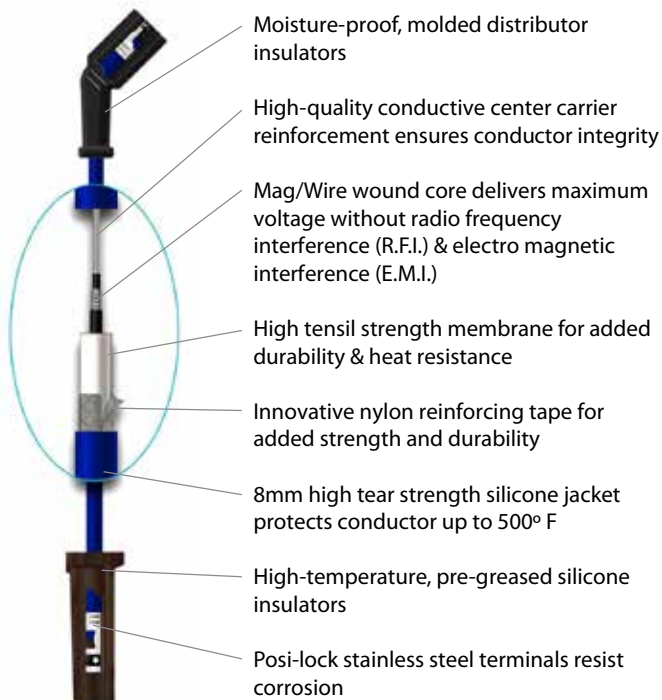 Moisture-proof, molded distributor
insulators
High-quality conductive center carrier
reinforcement ensures conductor integrity
Mag/Wire wound core delivers maximum
voltage without radio frequency
interference (R.F.I.) & electro magnetic
interference (E.M.I.)
High tensil strength membrane for added
durability & heat resistance
Innovative nylon reinforcing tape for
added strength and durability
8mm high tear strength silicone jacket
protects conductor up to 500º F
High-temperature, pre-greased silicone
insulators
Posi-lock stainless steel terminals resist
corrosion